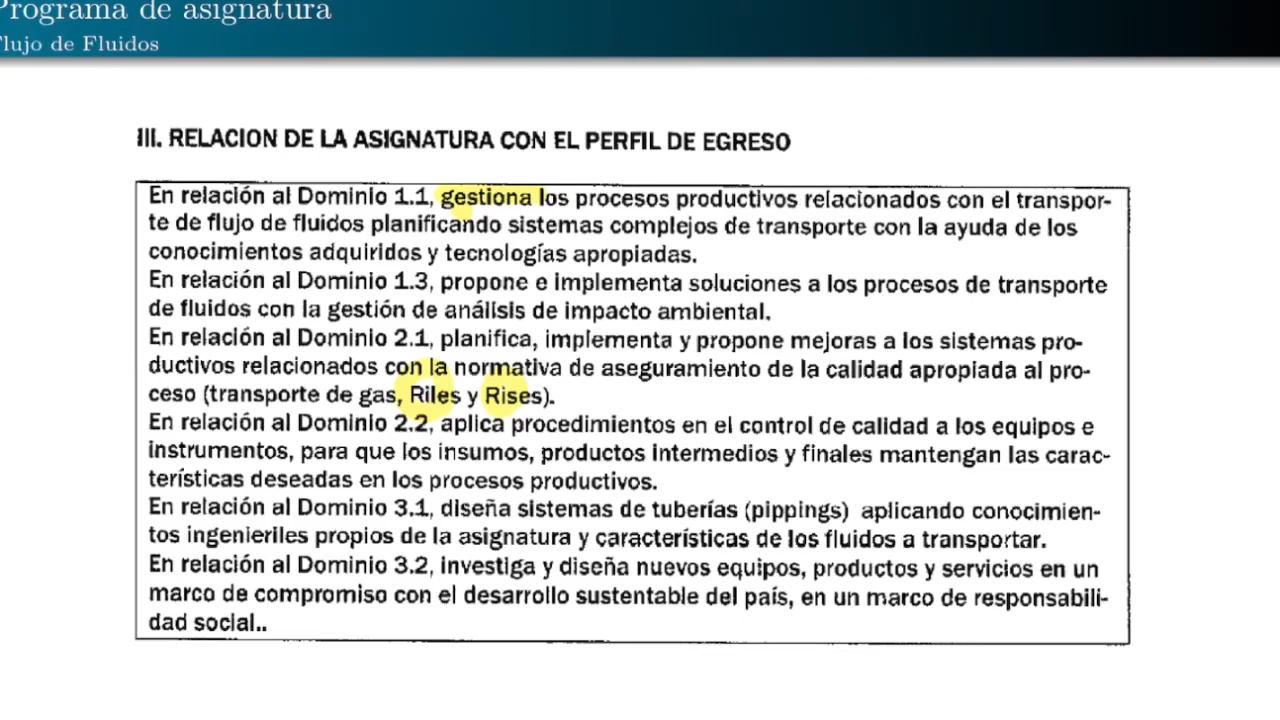 Programa de asignatura
Flujo de Fluidos
III. RELACION DE LA ASIGNATURA CON EL PERFIL DE EGRESO
En relación al Dominio 1.1, gestiona los procesos productivos relacionados con el transpor-
te de flujo de fluidos planificando sistemas complejos de transporte con la ayuda de los
conocimientos adquiridos y tecnologías apropiadas.
En relación al Dominio 1.3, propone e implementa soluciones a los procesos de transporte
de fluidos con la gestión de análisis de impacto ambiental.
En relación al Dominio 2.1, planifica, implementa y propone mejoras a los sistemas pro-
ductivos relacionados con la normativa de aseguramiento de la calidad apropiada al pro-
ceso (transporte de gas, Riles y Rises).
En relación al Dominio 2.2, aplica procedimientos en el control de calidad a los equipos e
instrumentos, para que los insumos, productos intermedios y finales mantengan las carac-
terísticas deseadas en los procesos productivos.
En relación al Dominio 3.1, diseña sistemas de tuberías (pippings) aplicando conocimien-
tos ingenieriles propios de la asignatura y características de los fluidos a transportar.
En relación al Dominio 3.2, investiga y diseña nuevos equipos, productos y servicios en un
marco de compromiso con el desarrollo sustentable del país, en un marco de responsabili-
dad social..